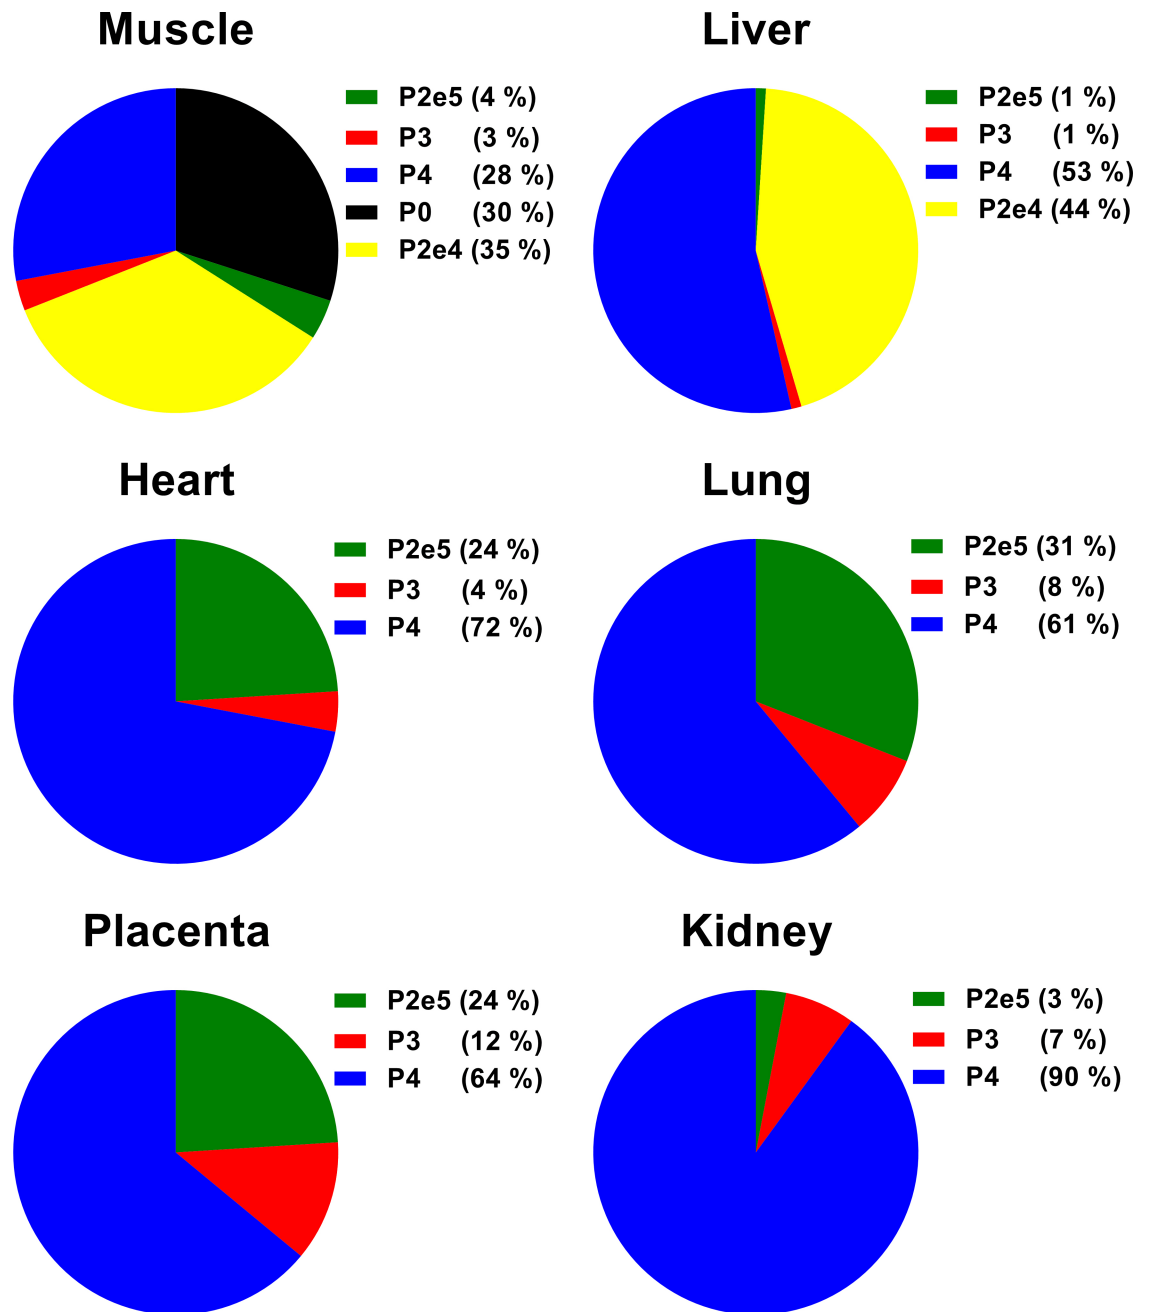 Muscle
P2e5 (4 %)
P3 (3 %)
P4 (28 %)
P0 (30 %)
P2e4 (35 %)
Liver
P2e5 (1 %)
P3 (1 %)
P4 (53 %)
P2e4 (44 %)
Heart
P2e5 (24 %)
P3 (4 %)
P4 (72 %)
Lung
P2e5 (31 %)
P3 (8 %)
P4 (61 %)
Placenta
P2e5 (24 %)
P3 (12 %)
P4 (64 %)
Kidney
P2e5 (3 %)
P3 (7 %)
P4 (90 %)